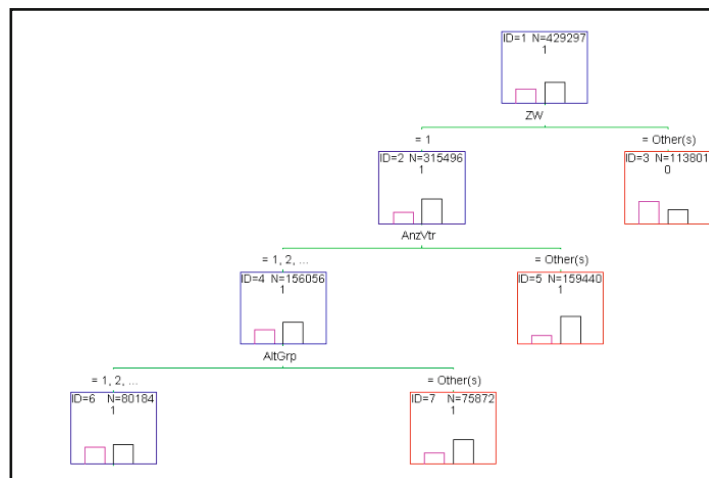 ID=1 N=429297
1
ZW
= 1
= Other(s)
ID=2 N=315496
1
ID=3 N=113801
0
AnzVtr
= 1, 2, ...
= Other(s)
ID=4 N=156056
1
ID=5 N=159440
1
AltGrp
= 1, 2, ...
= Other(s)
ID=6 N=80184
1
ID=7 N=75872
1